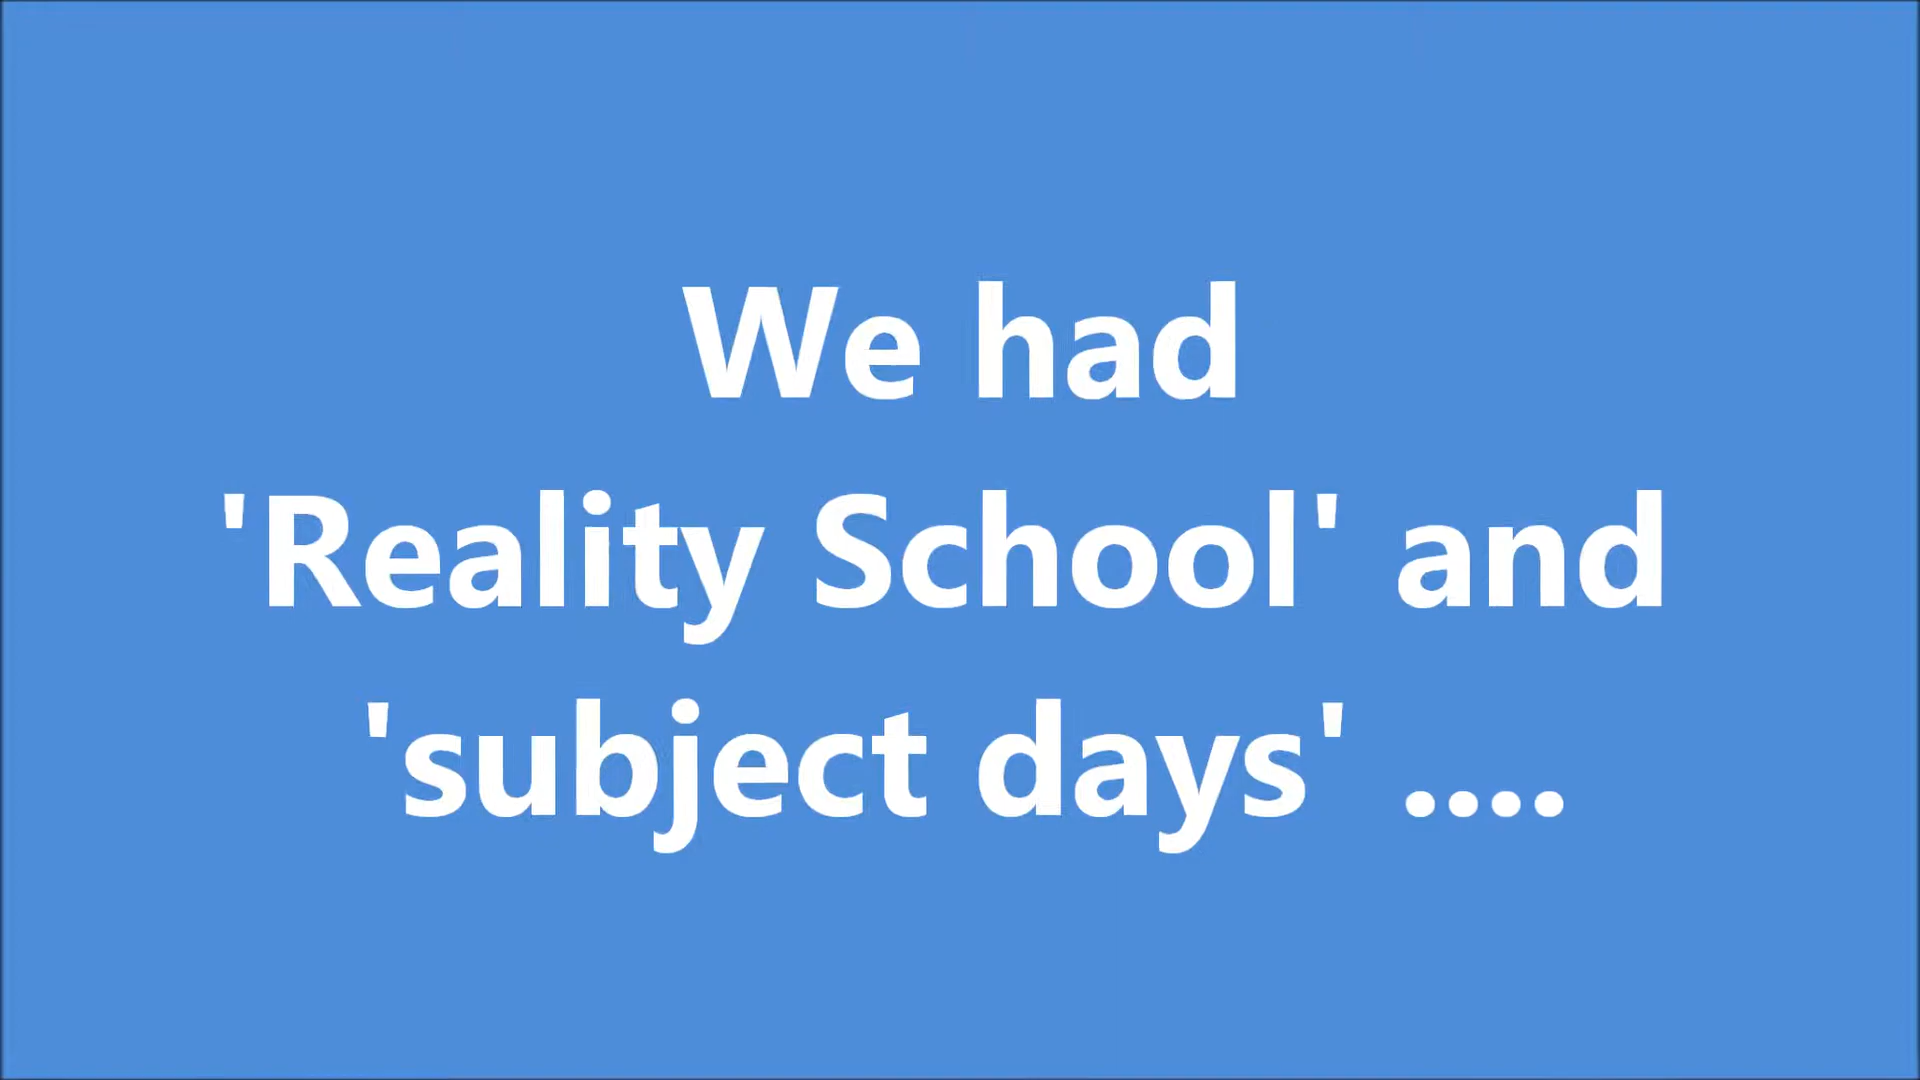 We had
'Reality School' and
'subject days' ....